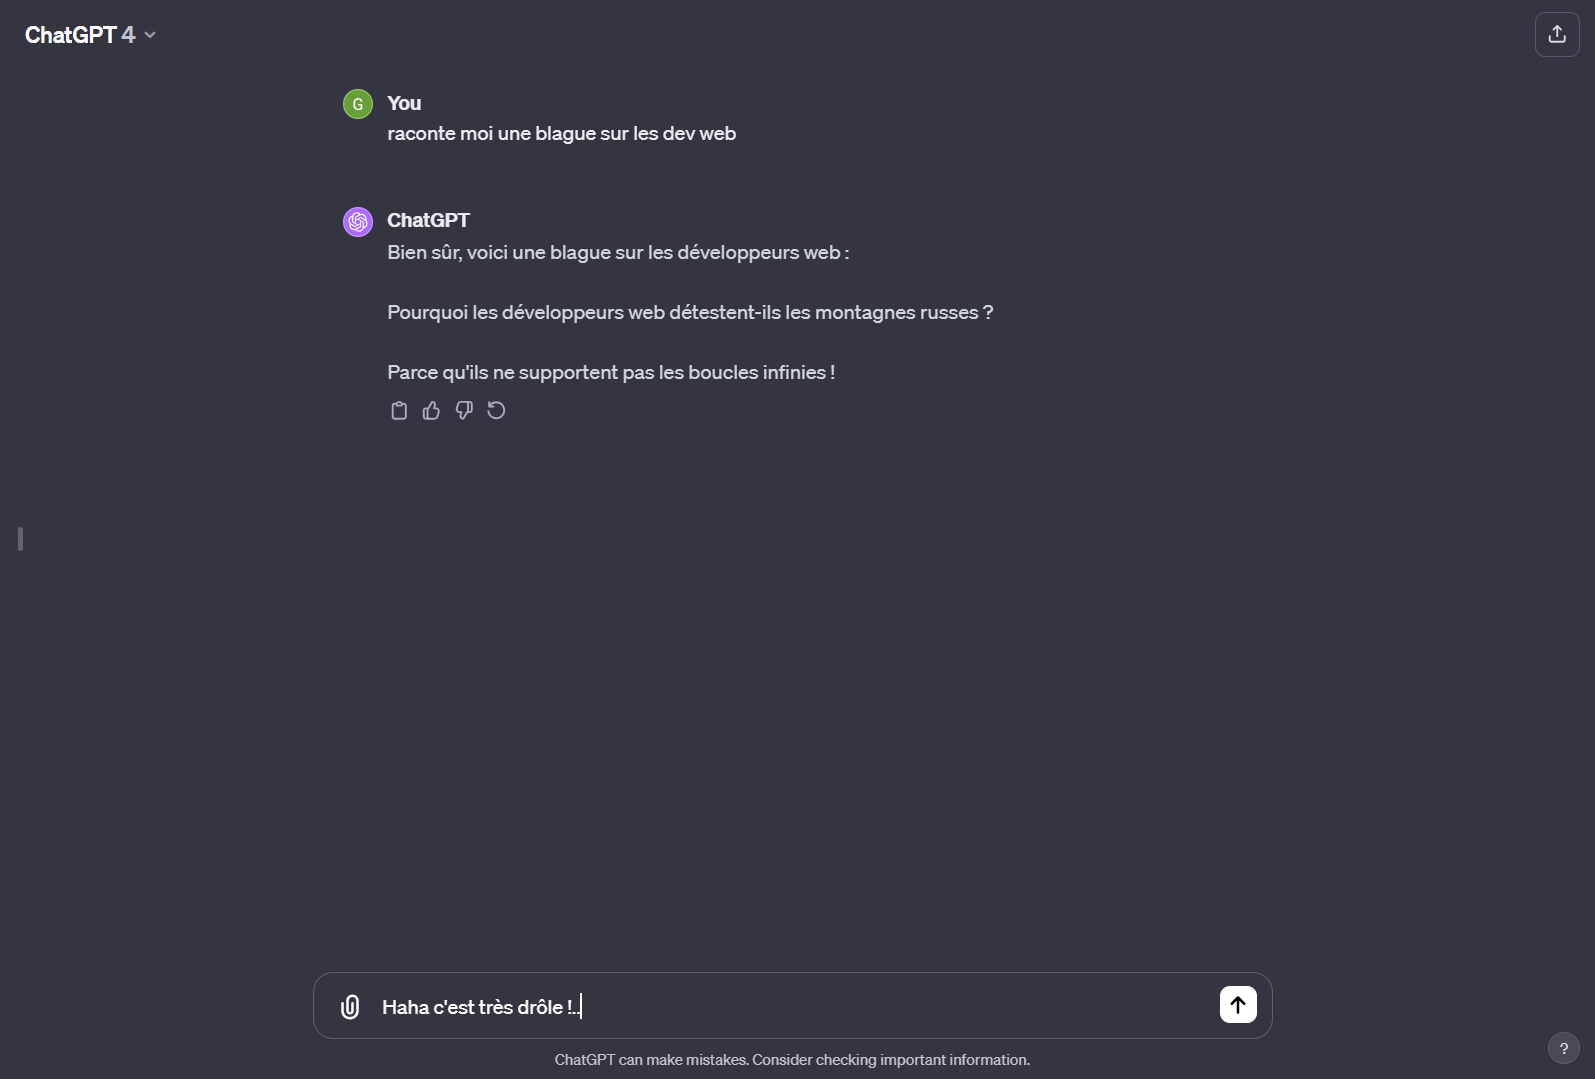 ChatGPT 4
G
You
raconte moi une blague sur les dev web
ChatGPT
Bien sûr, voici une blague sur les développeurs web :
Pourquoi les développeurs web détestent-ils les montagnes russes ?
Parce qu'ils ne supportent pas les boucles infinies !
Haha c'est très drôle !..
ChatGPT can make mistakes. Consider checking important information.
?